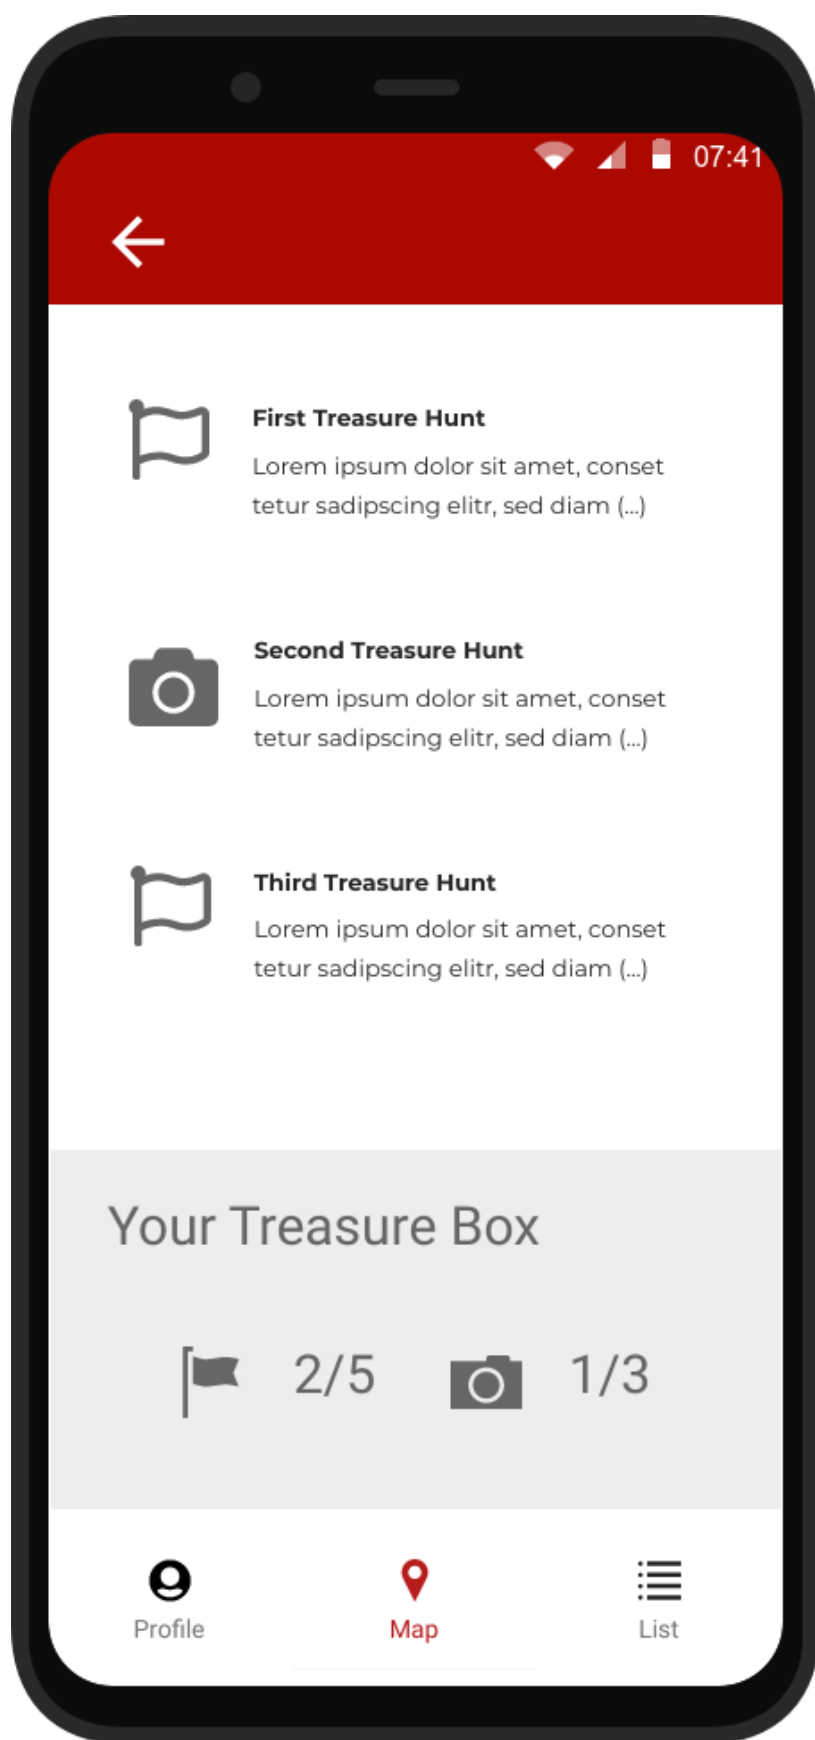 07:41
First Treasure Hunt
Lorem ipsum dolor sit amet, conset
tetur sadipscing elitr, sed diam (...)
Second Treasure Hunt
Lorem ipsum dolor sit amet, conset
tetur sadipscing elitr, sed diam (...)
Third Treasure Hunt
Lorem ipsum dolor sit amet, conset
tetur sadipscing elitr, sed diam (...)
Your Treasure Box
2/5 1/3
Profile Map List